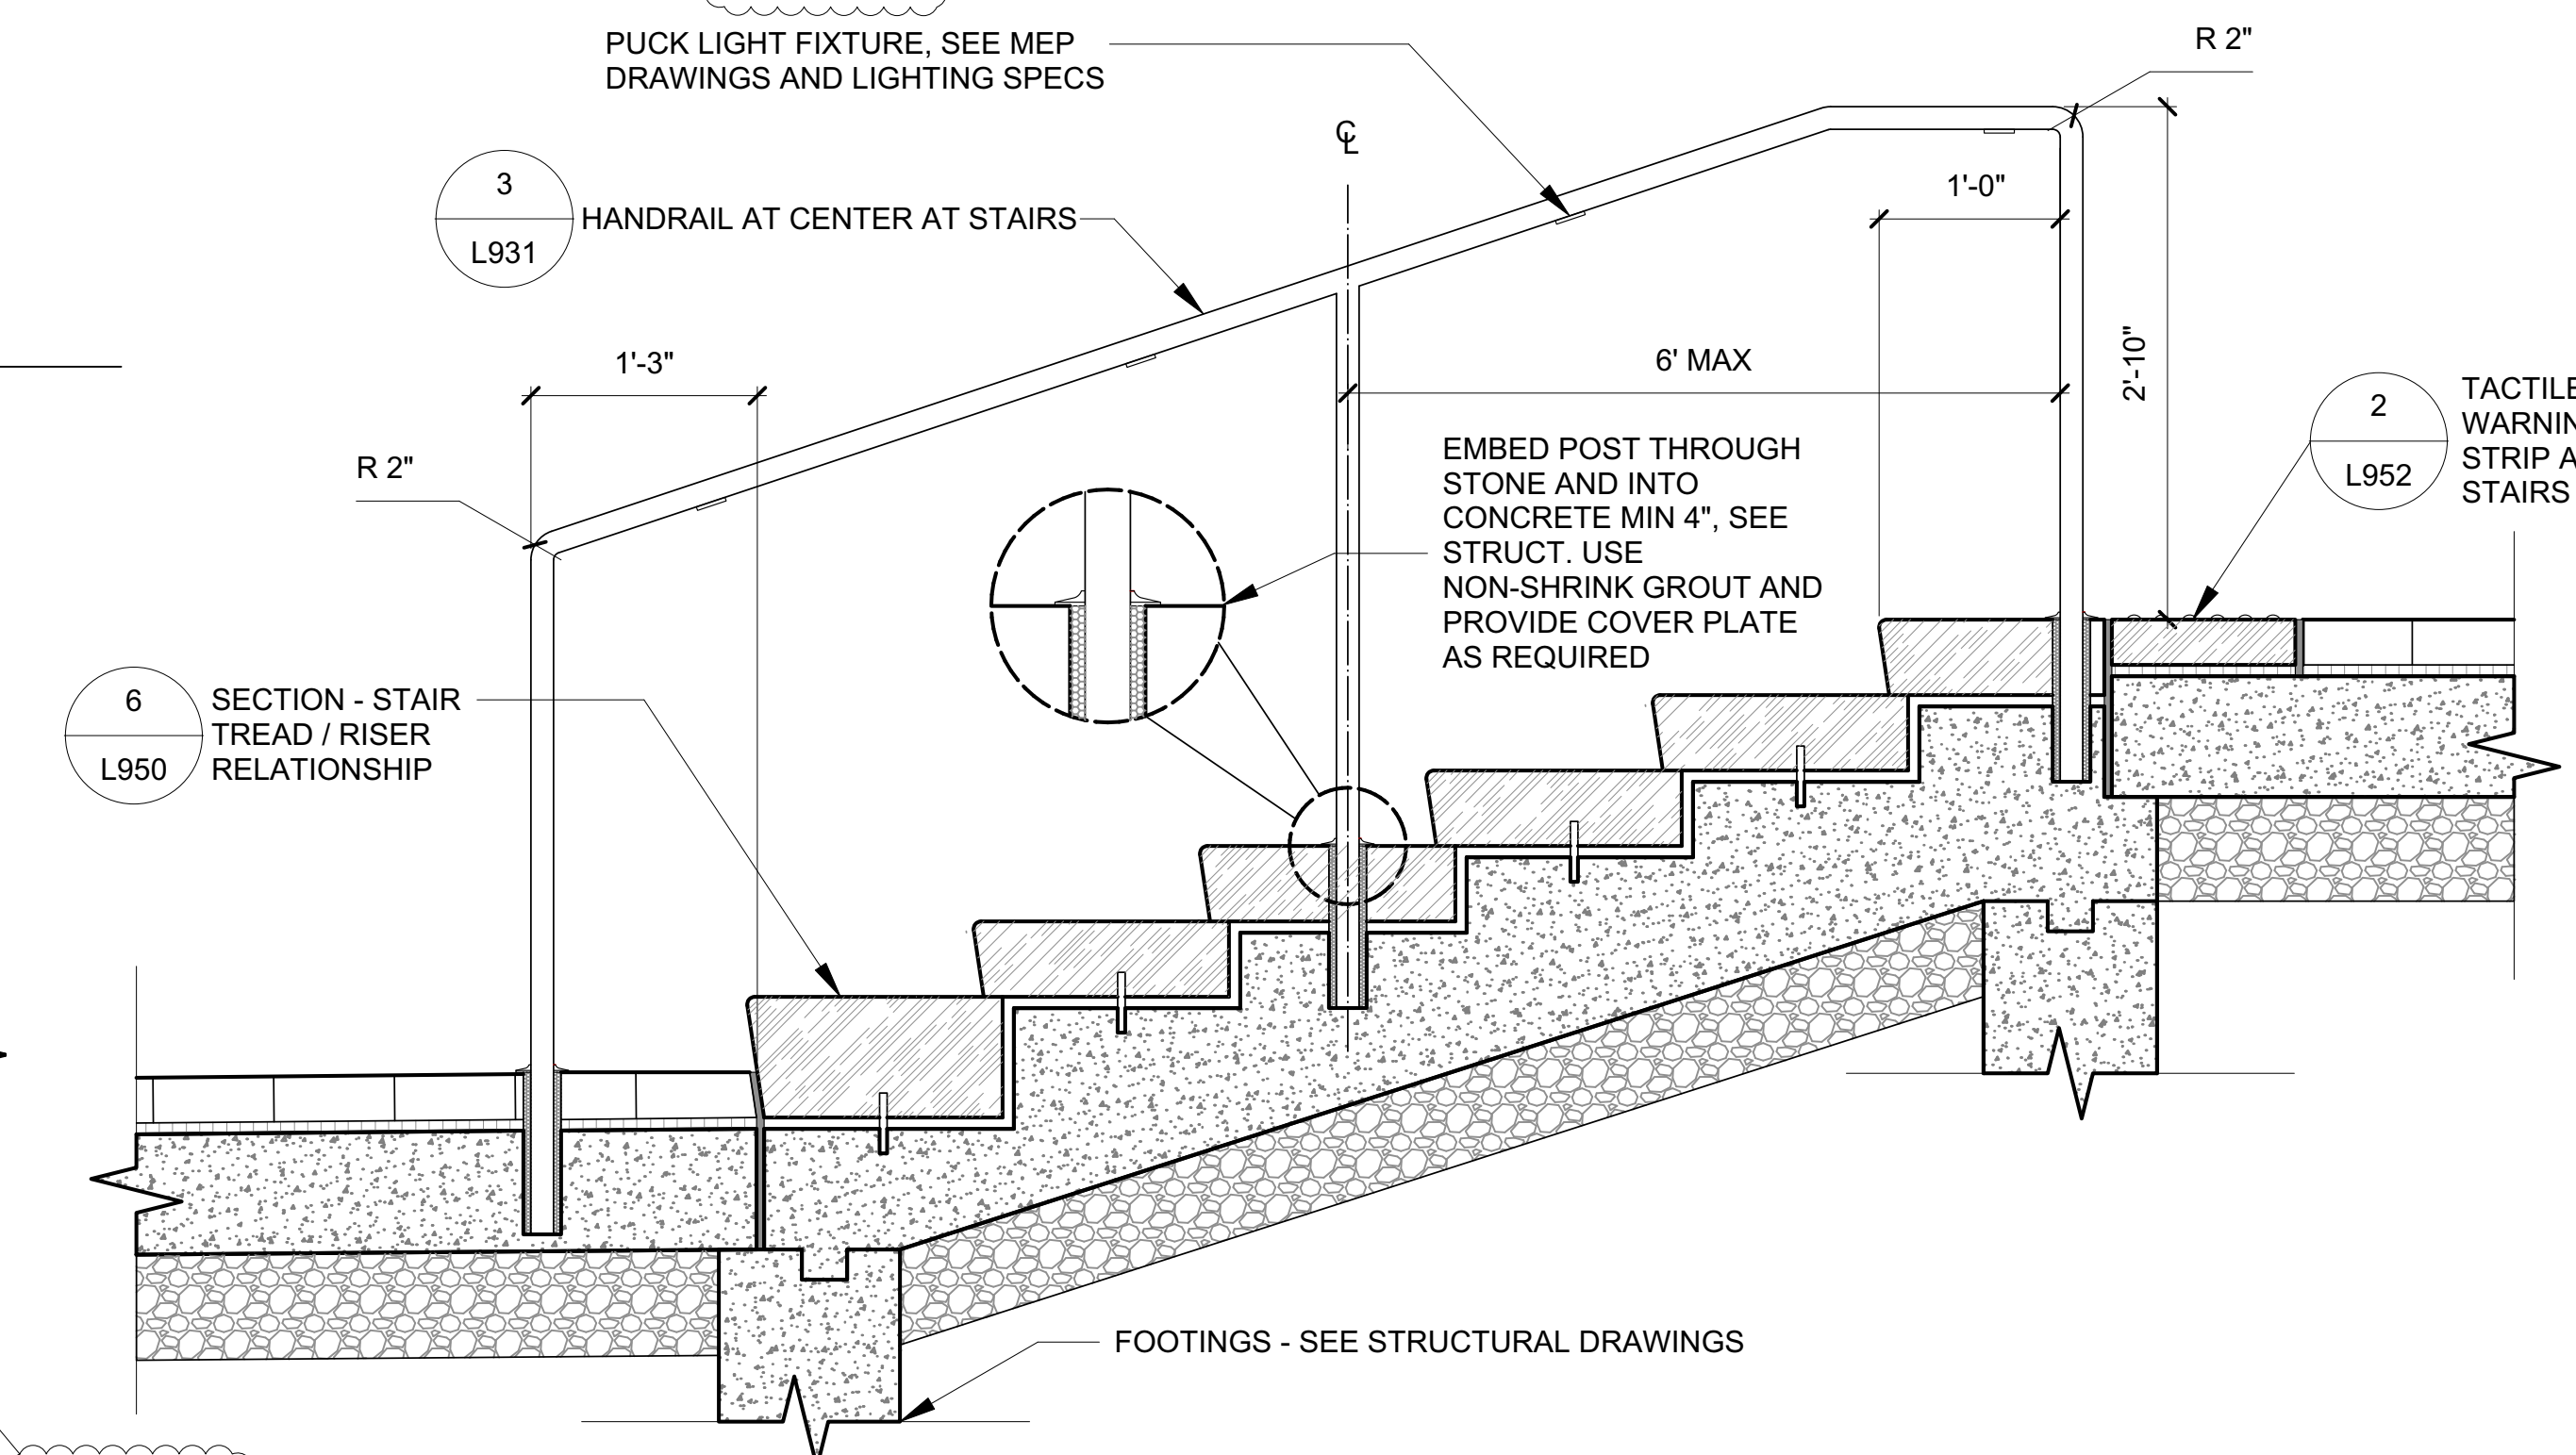 PUCK LIGHT FIXTURE, SEE MEP
DRAWINGS AND LIGHTING SPECS
R 2"
℄
3
L931
HANDRAIL AT CENTER AT STAIRS
1'-0"
1'-3"
6' MAX
2'-10"
2
L952
TACTILE
STRIP
STAIRS
R 2"
EMBED POST THROUGH
STONE AND INTO
CONCRETE MIN 4", SEE
STRUCT. USE
NON-SHRINK GROUT AND
PROVIDE COVER PLATE
AS REQUIRED
6
L950
SECTION - STAIR
TREAD / RISER
RELATIONSHIP
FOOTINGS - SEE STRUCTURAL DRAWINGS